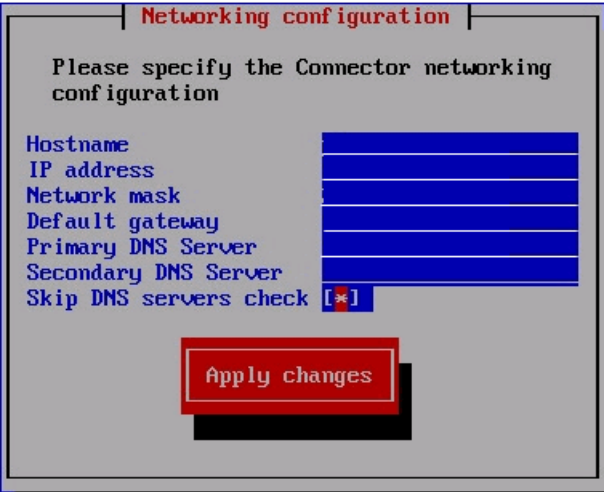 Networking configuration
Please specify the Connector networking
configuration
Hostname
IP address
Network mask
Default gateway
Primary DNS Server
Secondary DNS Server
Skip DNS servers check [*]
Apply changes